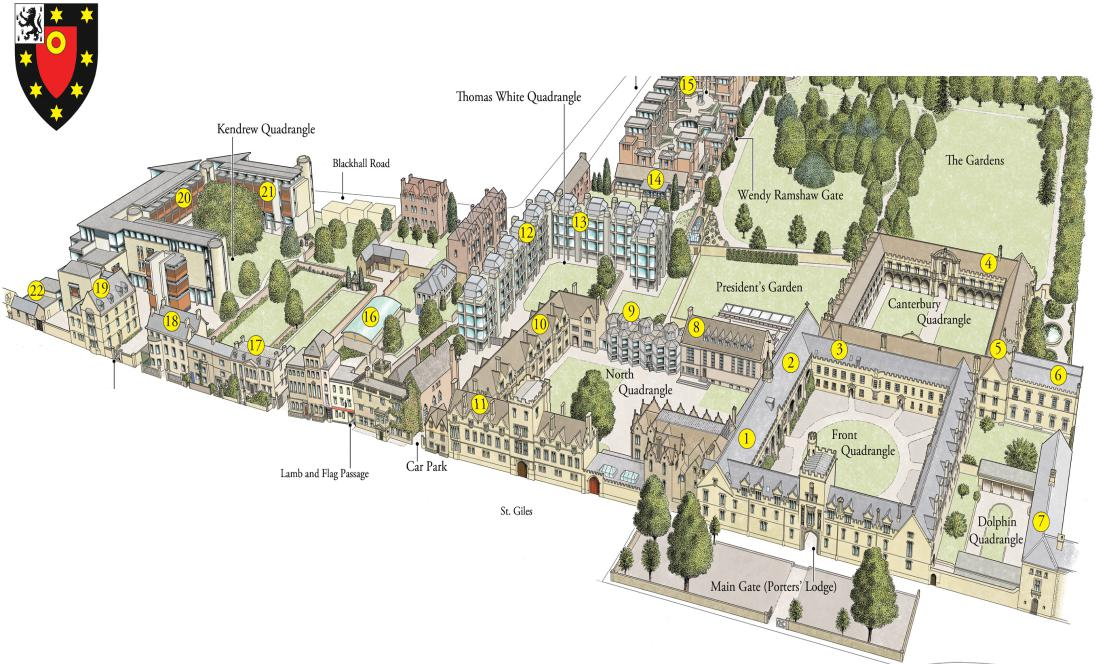 15
Thomas White Quadrangle
Kendrew Quadrangle
Blackhall Road
The Gardens
14
Wendy Ramshaw Gate
20
21
12
13
4
22
19
President's Garden
Canterbury
Quadrangle
18
16
10
9
8
17
3
5
2
6
North
Quadrangle
11
1
Front
Quadrangle
Lamb and Flag Passage
Car Park
St. Giles
Dolphin
Quadrangle
7
Main Gate (Porters' Lodge)